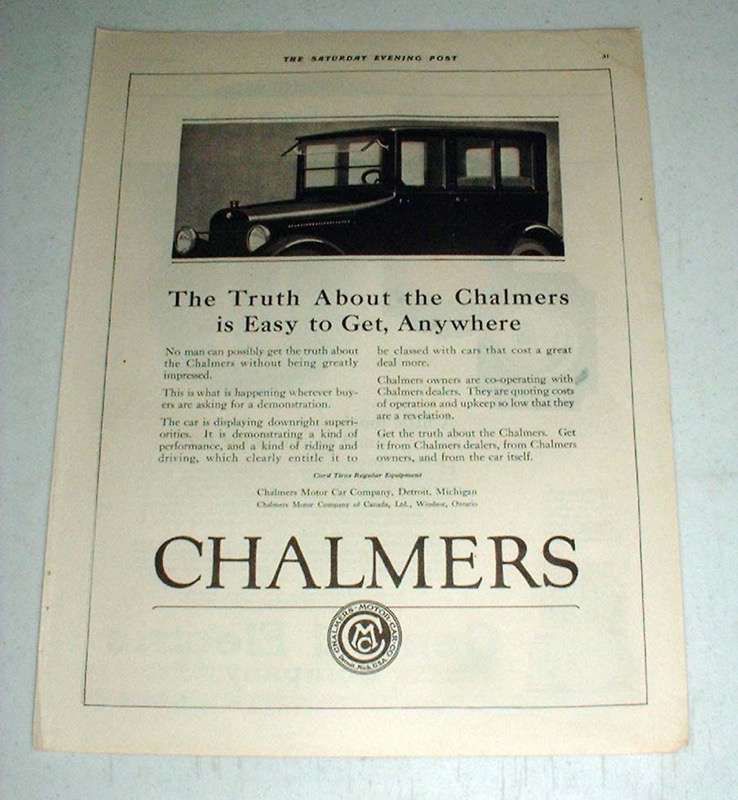 THE SATURDAY EVENING POST
31
The Truth About the Chalmers
is Easy to Get, Anywhere
No man can possibly get the truth about
the Chalmers without being greatly
impressed.
This is what is happening wherever buy-
ers are asking for a demonstration.
The car is displaying downright superi-
orities. It is demonstrating a kind of
performance, and a kind of riding and
driving, which clearly entitle it to
be classed with cars that cost a great
deal more.
Chalmers owners are co-operating with
Chalmers dealers. They are quoting costs
of operation and upkeep so low that they
are a revelation.
Get the truth about the Chalmers. Get
it from Chalmers dealers, from Chalmers
owners, and from the car itself.
Cord Tires Regular Equipment
Chalmers Motor Car Company, Detroit, Michigan
Chalmers Motor Company of Canada, Ltd., Windsor, Ontario
CHALMERS
CHALMERS MOTOR CAR CO
CMC
Detroit, Mich. U.S.A.